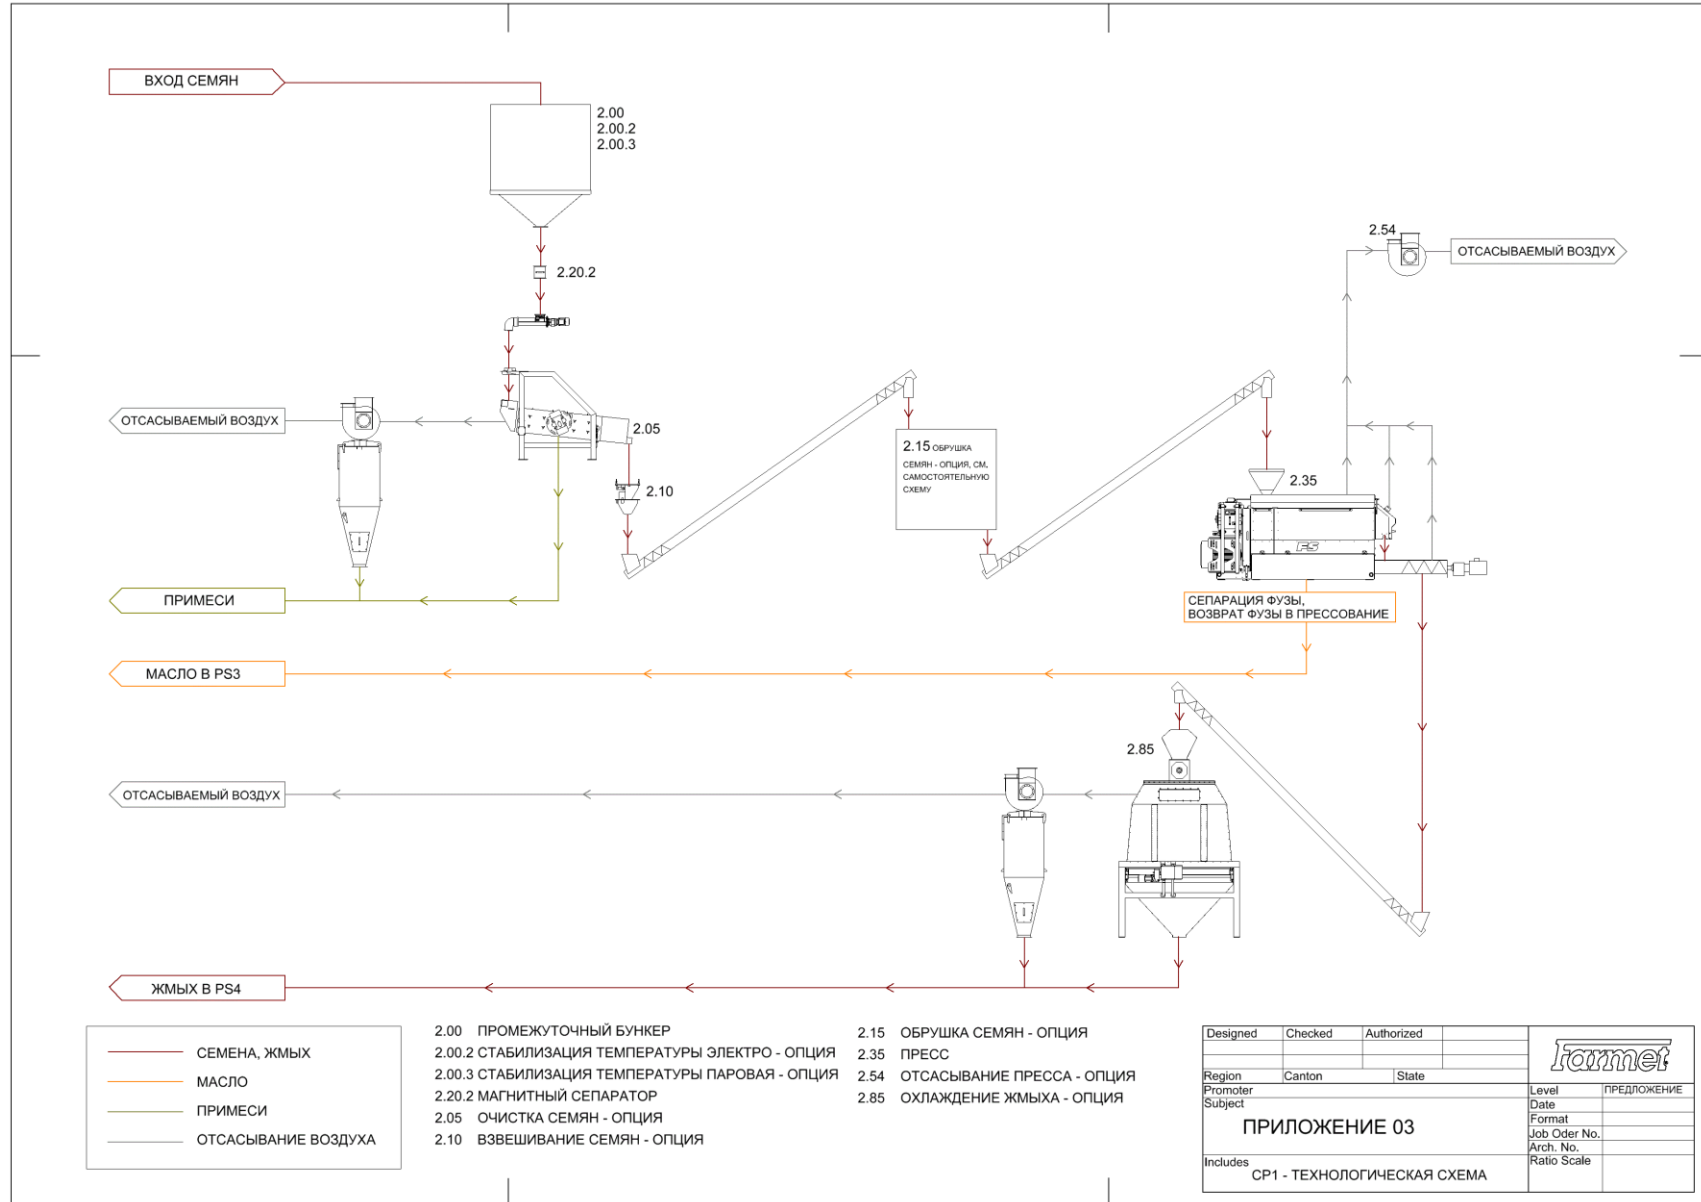 ВХОД СЕМЯН
2.00
2.00.2
2.00.3
2.20.2
2.54
ОТСАСЫВАЕМЫЙ ВОЗДУХ
ОТСАСЫВАЕМЫЙ ВОЗДУХ
2.05
2.10
2.15 ОБРУШКА
СЕМЯН - ОПЦИЯ, СМ.
САМОСТОЯТЕЛЬНУЮ
СХЕМУ
2.35
FS
ПРИМЕСИ
СЕПАРАЦИЯ ФУЗЫ,
ВОЗВРАТ ФУЗЫ В ПРЕССОВАНИЕ
МАСЛО В PS3
2.85
ОТСАСЫВАЕМЫЙ ВОЗДУХ
ЖМЫХ В PS4
СЕМЕНА, ЖМЫХ
МАСЛО
ПРИМЕСИ
ОТСАСЫВАНИЕ ВОЗДУХА
2.00 ПРОМЕЖУТОЧНЫЙ БУНКЕР
2.00.2 СТАБИЛИЗАЦИЯ ТЕМПЕРАТУРЫ ЭЛЕКТРО - ОПЦИЯ
2.00.3 СТАБИЛИЗАЦИЯ ТЕМПЕРАТУРЫ ПАРОВАЯ - ОПЦИЯ
2.20.2 МАГНИТНЫЙ СЕПАРАТОР
2.05 ОЧИСТКА СЕМЯН - ОПЦИЯ
2.10 ВЗВЕШИВАНИЕ СЕМЯН - ОПЦИЯ
2.15 ОБРУШКА СЕМЯН - ОПЦИЯ
2.35 ПРЕСС
2.54 ОТСАСЫВАНИЕ ПРЕССА - ОПЦИЯ
2.85 ОХЛАЖДЕНИЕ ЖМЫХА - ОПЦИЯ
Designed Checked Authorized
Farmet
Region Canton State
Promoter
Level ПРЕДЛОЖЕНИЕ
Subject
Date
ПРИЛОЖЕНИЕ 03
Format
Job Oder No.
Arch. No.
Includes
Ratio Scale
CP1 - ТЕХНОЛОГИЧЕСКАЯ СХЕМА